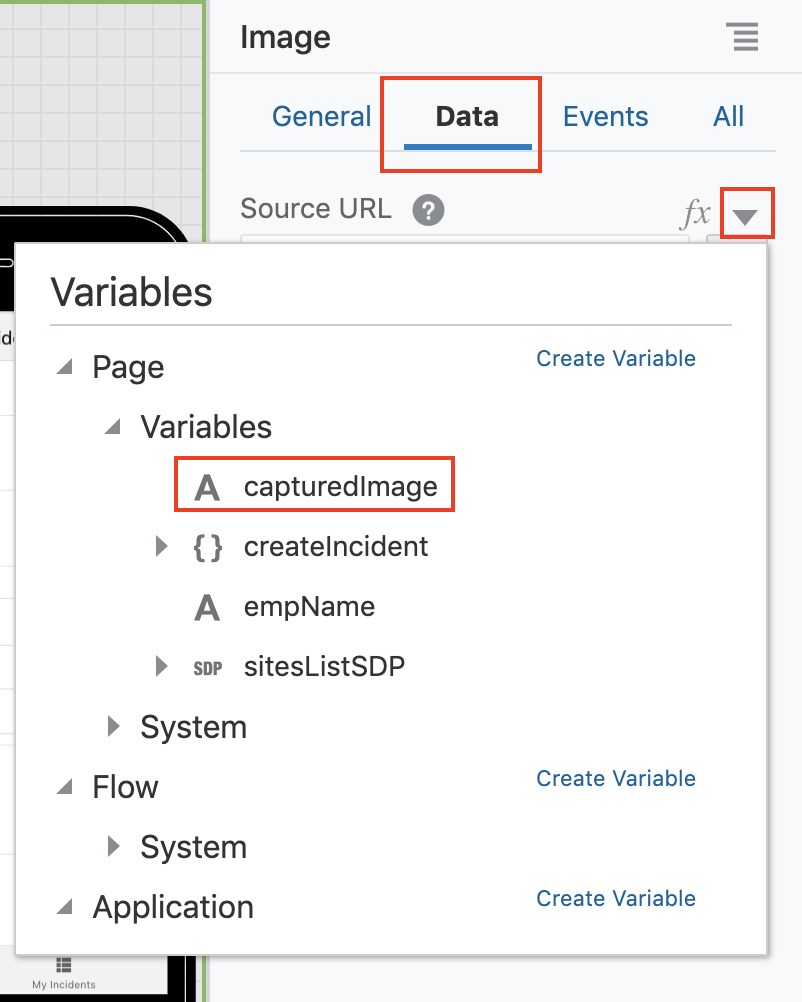 Image
General Data Events All
Source URL ? fx
Variables
Page Create Variable
Variables
A capturedImage
{ } createIncident
A empName
SDP sitesListSDP
System
Flow Create Variable
System
Application Create Variable
My Incidents